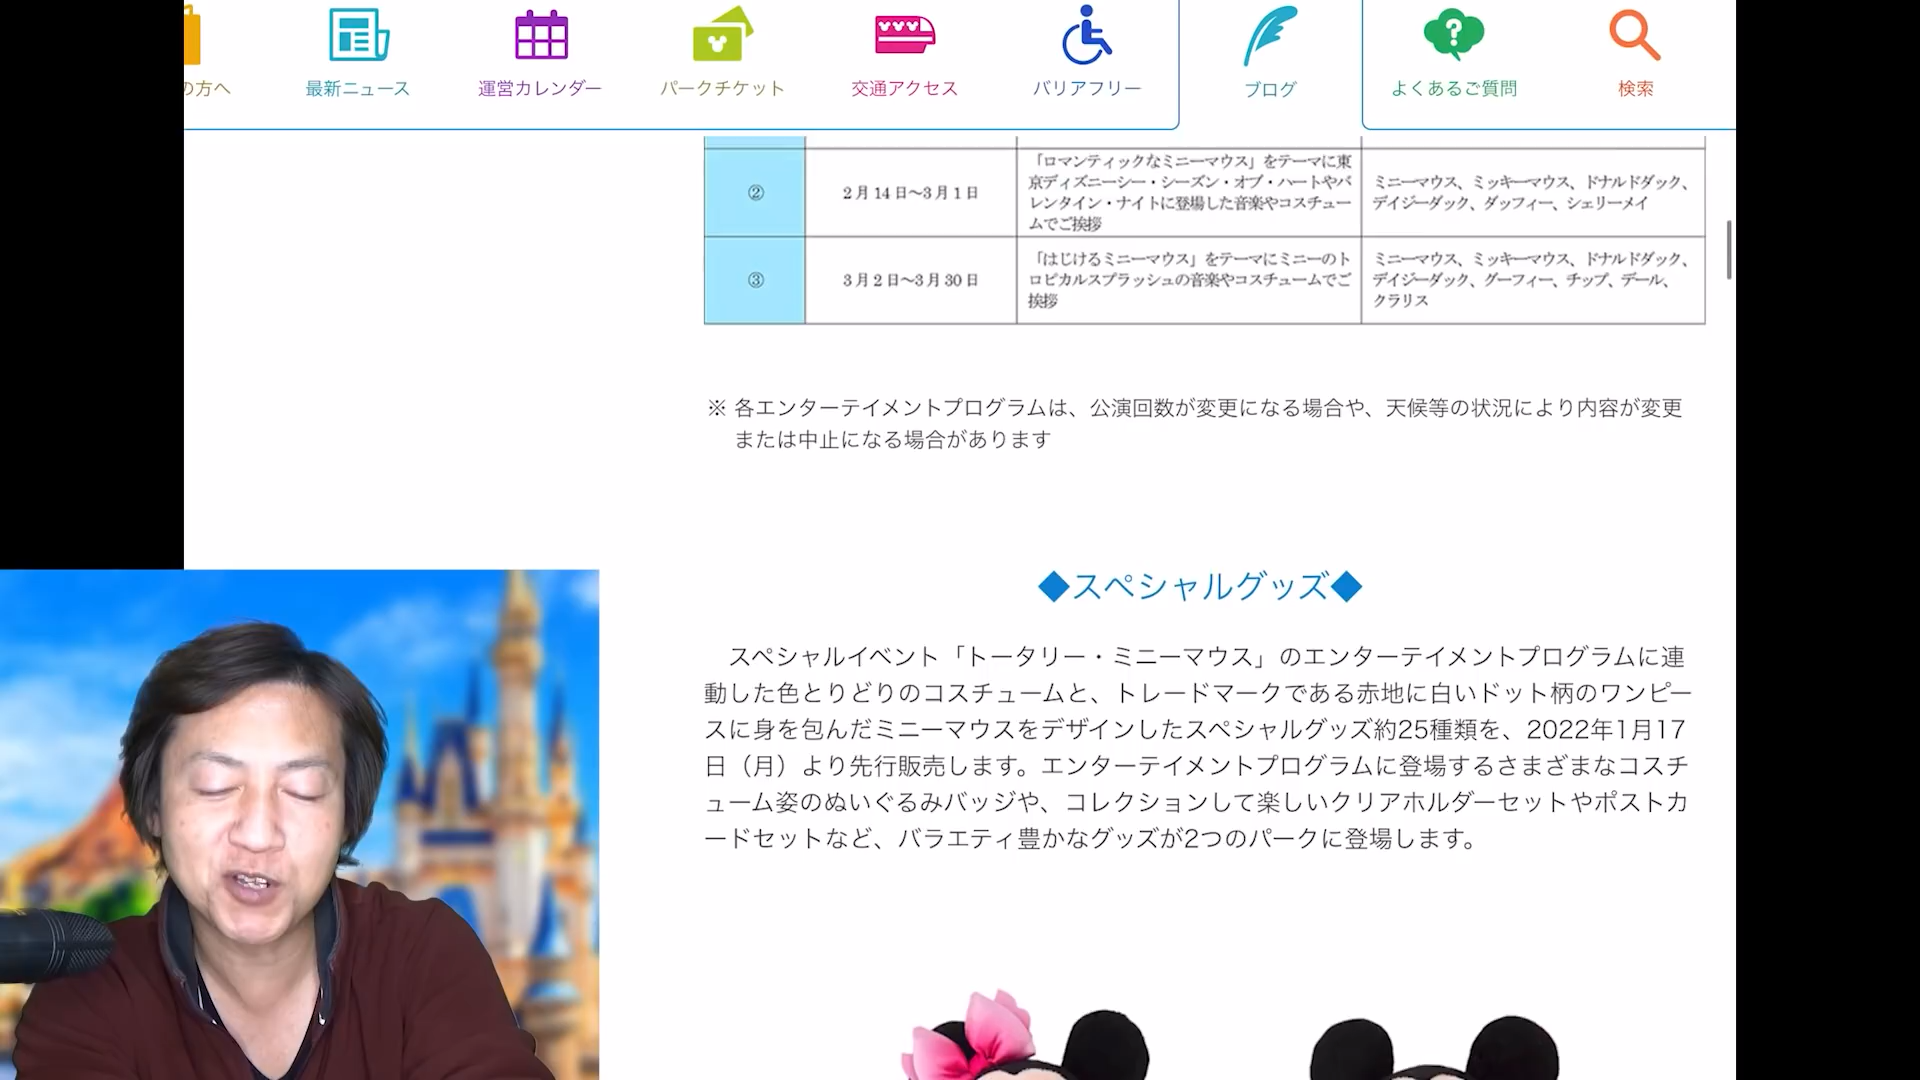 の方へ
最新ニュース
運営カレンダー
パークチケット
交通アクセス
バリアフリー
ブログ
よくあるご質問
検索
②
2月14日～3月1日
「ロマンティックなミニーマウス」をテーマに東
京ディズニーシー・シーズン・オブ・ハートやバ
レンタイン・ナイトに登場した音楽やコスチュー
ムでご挨拶
ミニーマウス、ミッキーマウス、ドナルドダック、
デイジーダック、ダッフィー、シェリーメイ
③
3月2日～3月30日
「はじけるミニーマウス」をテーマにミニーのト
ロピカルスプラッシュの音楽やコスチュームでご
挨拶
ミニーマウス、ミッキーマウス、ドナルドダック、
デイジーダック、グーフィー、チップ、デール、
クラリス
※ 各エンターテイメントプログラムは、公演回数が変更になる場合や、天候等の状況により内容が変更
または中止になる場合があります
◆スペシャルグッズ◆
スペシャルイベント「トータリー・ミニーマウス」のエンターテイメントプログラムに連
動した色とりどりのコスチュームと、トレードマークである赤地に白いドット柄のワンピー
スに身を包んだミニーマウスをデザインしたスペシャルグッズ約25種類を、2022年1月17
日（月）より先行販売します。エンターテイメントプログラムに登場するさまざまなコスチ
ューム姿のぬいぐるみバッジや、コレクションして楽しいクリアホルダーセットやポストカ
ードセットなど、バラエティ豊かなグッズが2つのパークに登場します。